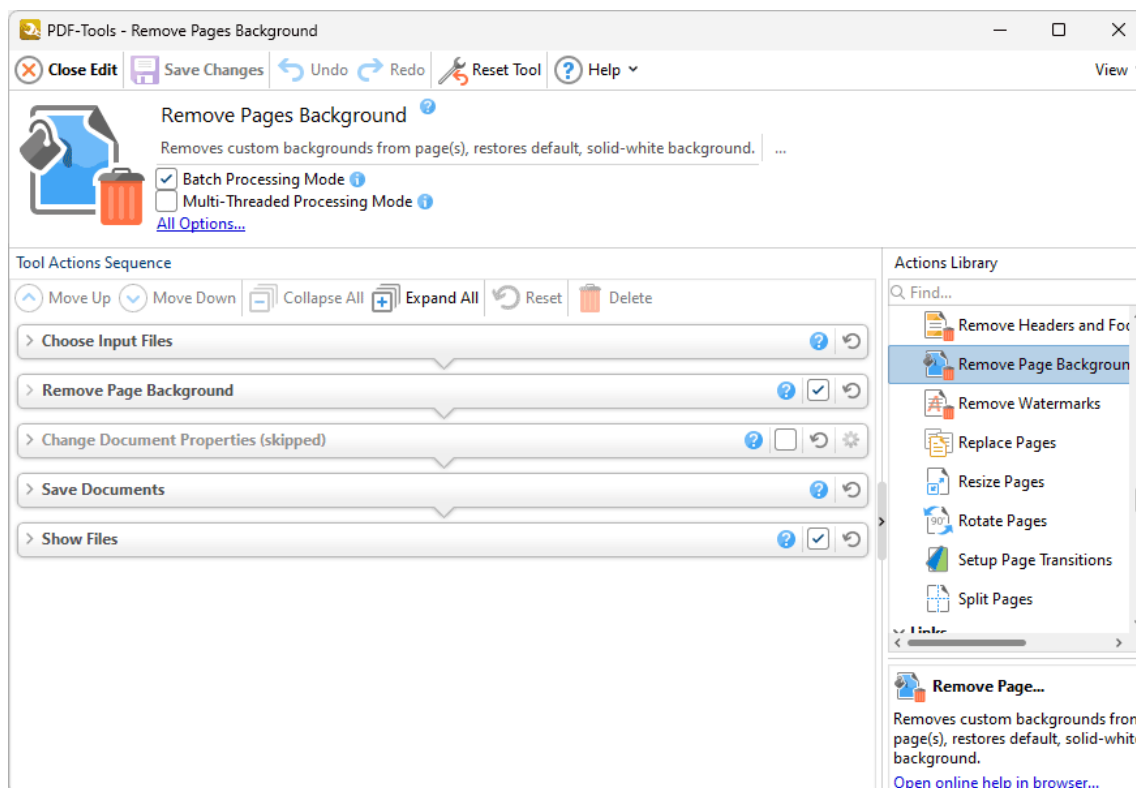 PDF-Tools - Remove Pages Background
Close Edit Save Changes Undo Redo Reset Tool ? Help View
Remove Pages Background ?
Removes custom backgrounds from page(s), restores default, solid-white background. ...
Batch Processing Mode i
Multi-Threaded Processing Mode i
All Options...
Tool Actions Sequence
Move Up Move Down Collapse All Expand All Reset Delete
Choose Input Files ?
Remove Page Background ?
Change Document Properties (skipped) ?
Save Documents ?
Show Files ?
Actions Library
Find...
Remove Headers and Foo
Remove Page Backgroun
Remove Watermarks
Replace Pages
Resize Pages
90° Rotate Pages
Setup Page Transitions
Split Pages
Links
Remove Page...
Removes custom backgrounds from
page(s), restores default, solid-white
background.
Open online help in browser...